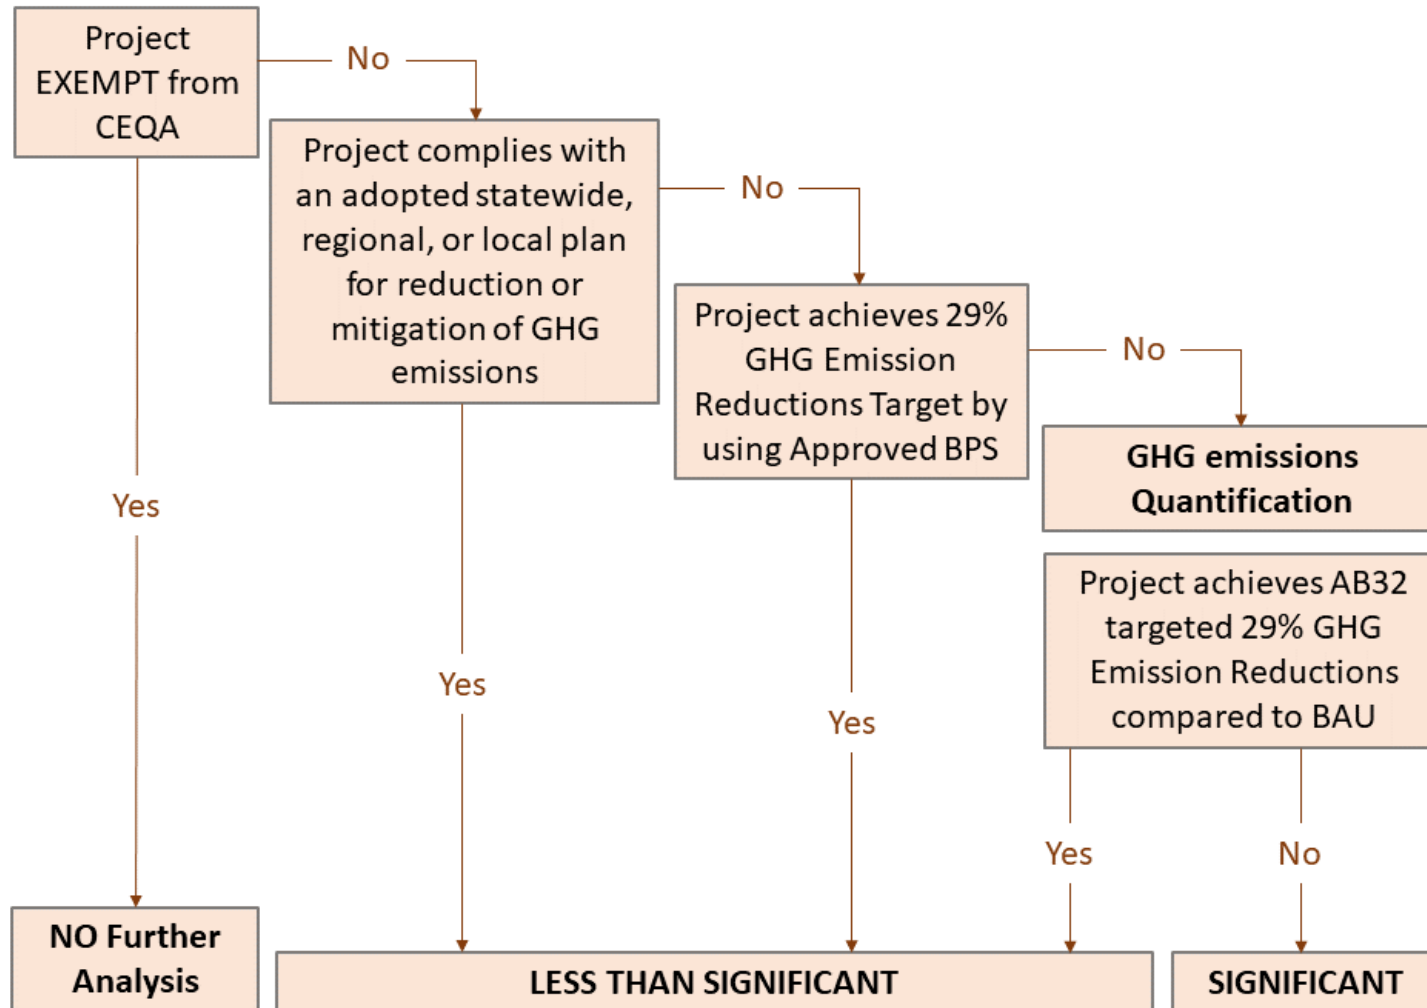 Project
EXEMPT from
CEQA
No
Project complies with
an adopted statewide,
regional, or local plan
for reduction or
mitigation of GHG
emissions
No
Project achieves 29%
GHG Emission
Reductions Target by
using Approved BPS
No
GHG emissions
Quantification
Project achieves AB32
targeted 29% GHG
Emission Reductions
compared to BAU
Yes
Yes
Yes
Yes
No
NO Further
Analysis
LESS THAN SIGNIFICANT
SIGNIFICANT